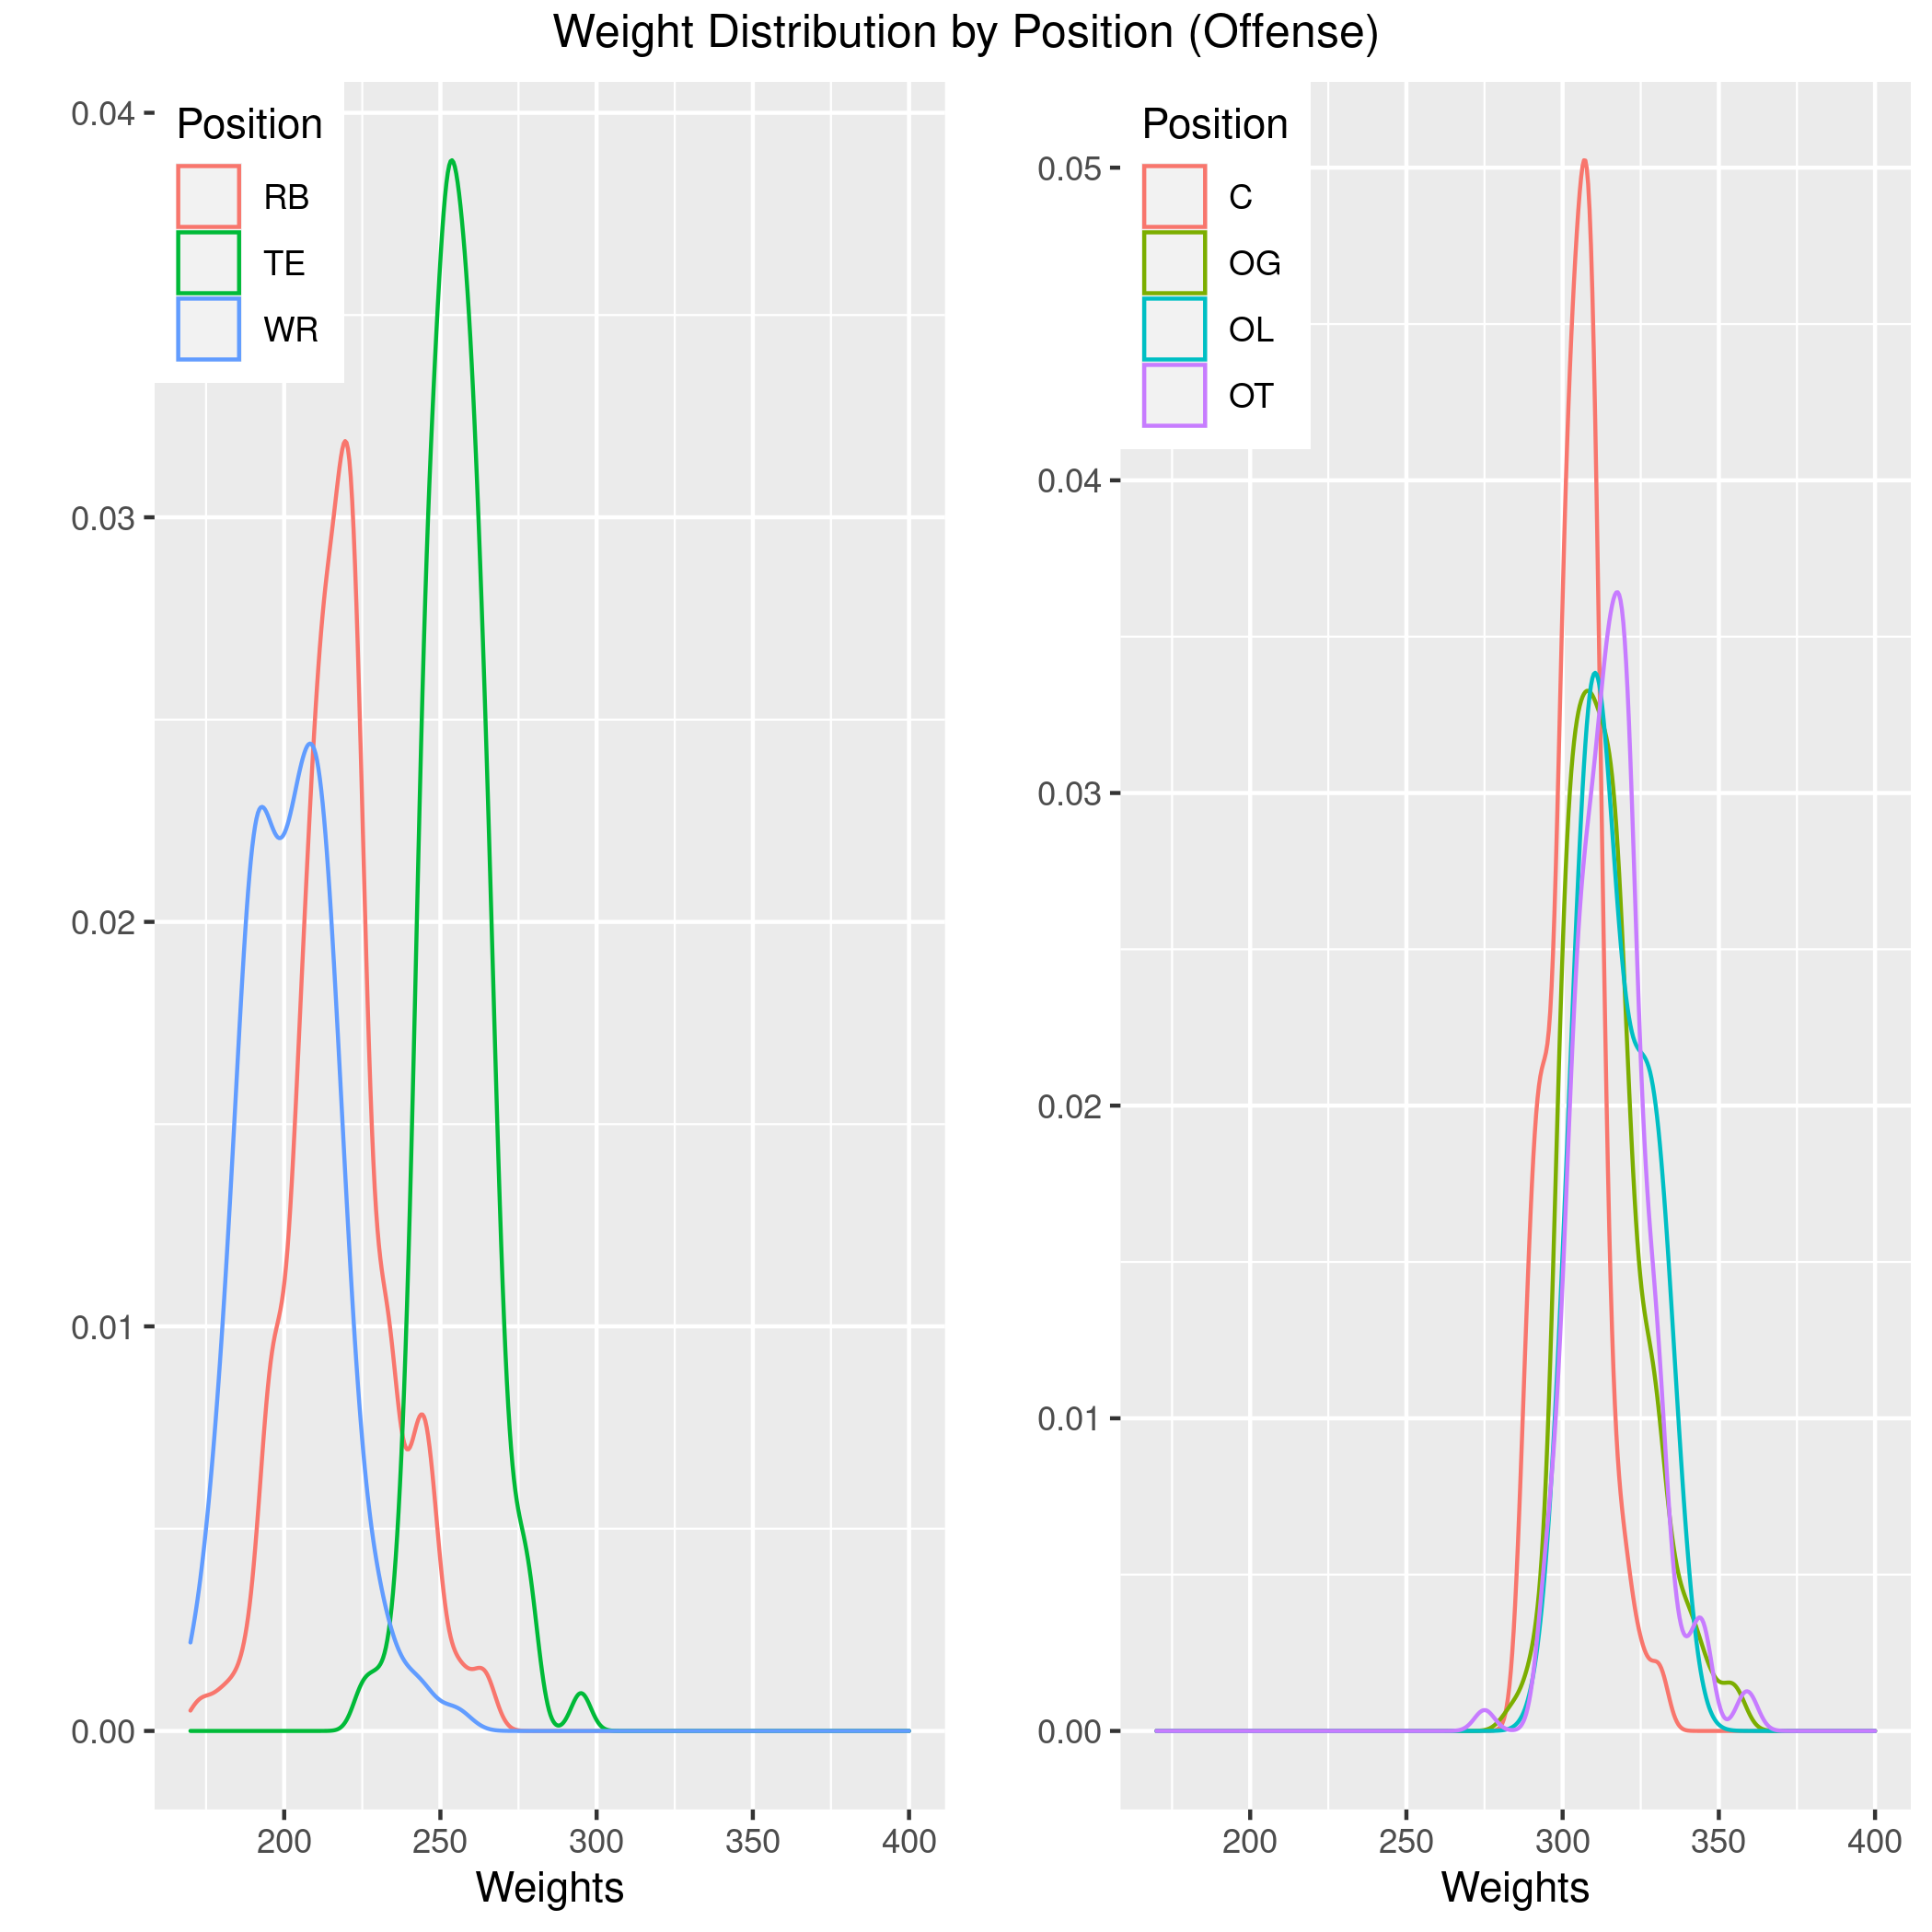 Weight Distribution by Position (Offense)
Position
RB
TE
WR
0.04
0.03
0.02
0.01
0.00
200 250 300 350 400
Weights
Position
C
OG
OL
OT
0.05
0.04
0.03
0.02
0.01
0.00
200 250 300 350 400
Weights